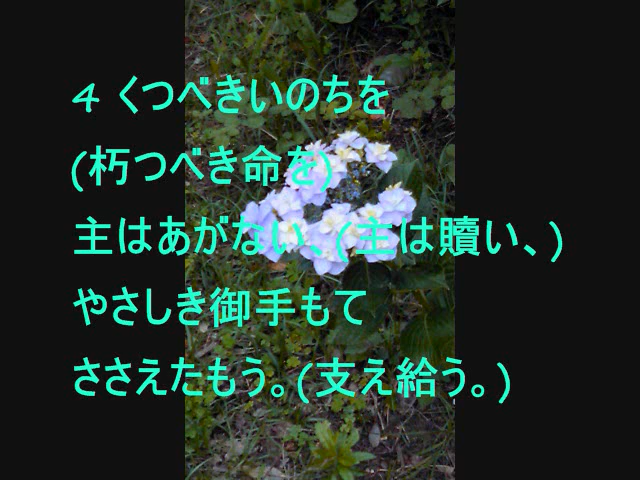 4 くつべきいのちを
(朽つべき命を)
主はあがない、(主は贖い、)
やさしき御手もて
ささえたもう。(支え給う。)